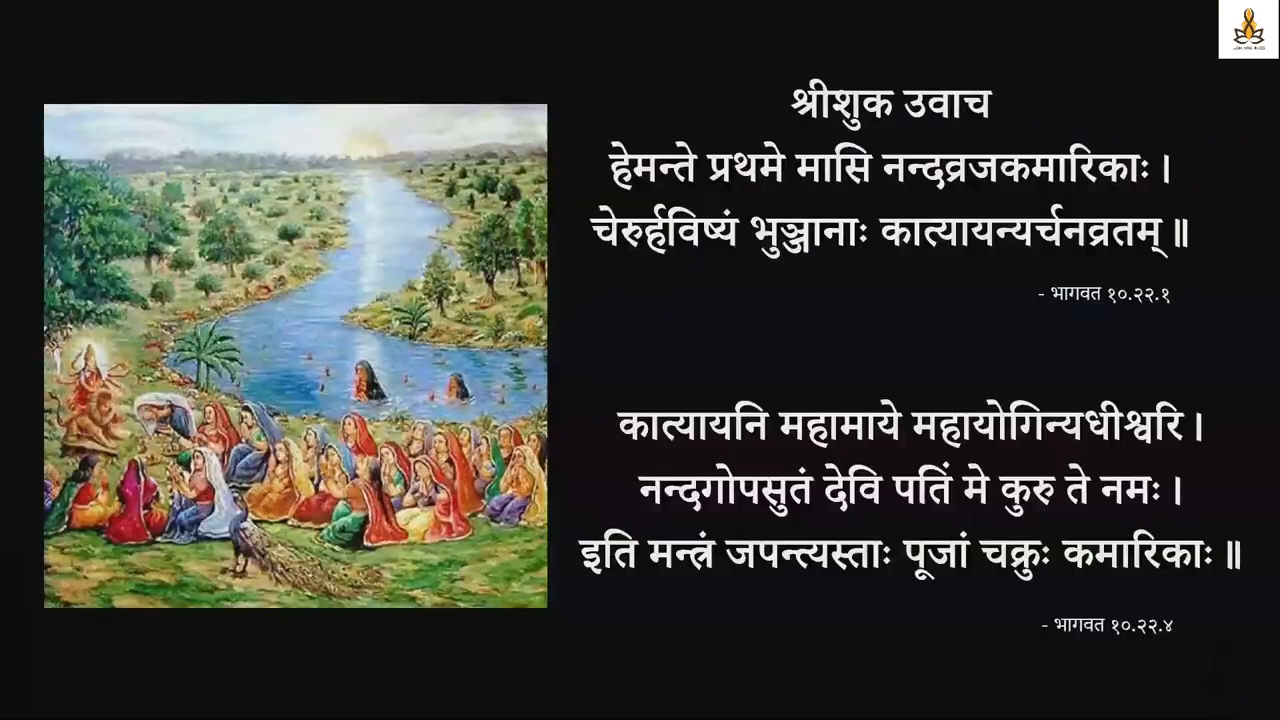 श्रीशुक उवाच
हेमन्ते प्रथमे मासि नन्दव्रजकमारिकाः ।
चेरुर्हविष्यं भुञ्जानाः कात्यायन्यर्चनव्रतम् ॥
- भागवत १०.२२.१
कात्यायनि महामाये महायोगिन्यधीश्वरि ।
नन्दगोपसुतं देवि पतिं मे कुरु ते नमः ।
इति मन्त्रं जपन्त्यस्ताः पूजां चक्रुः कमारिकाः ॥
- भागवत १०.२२.४